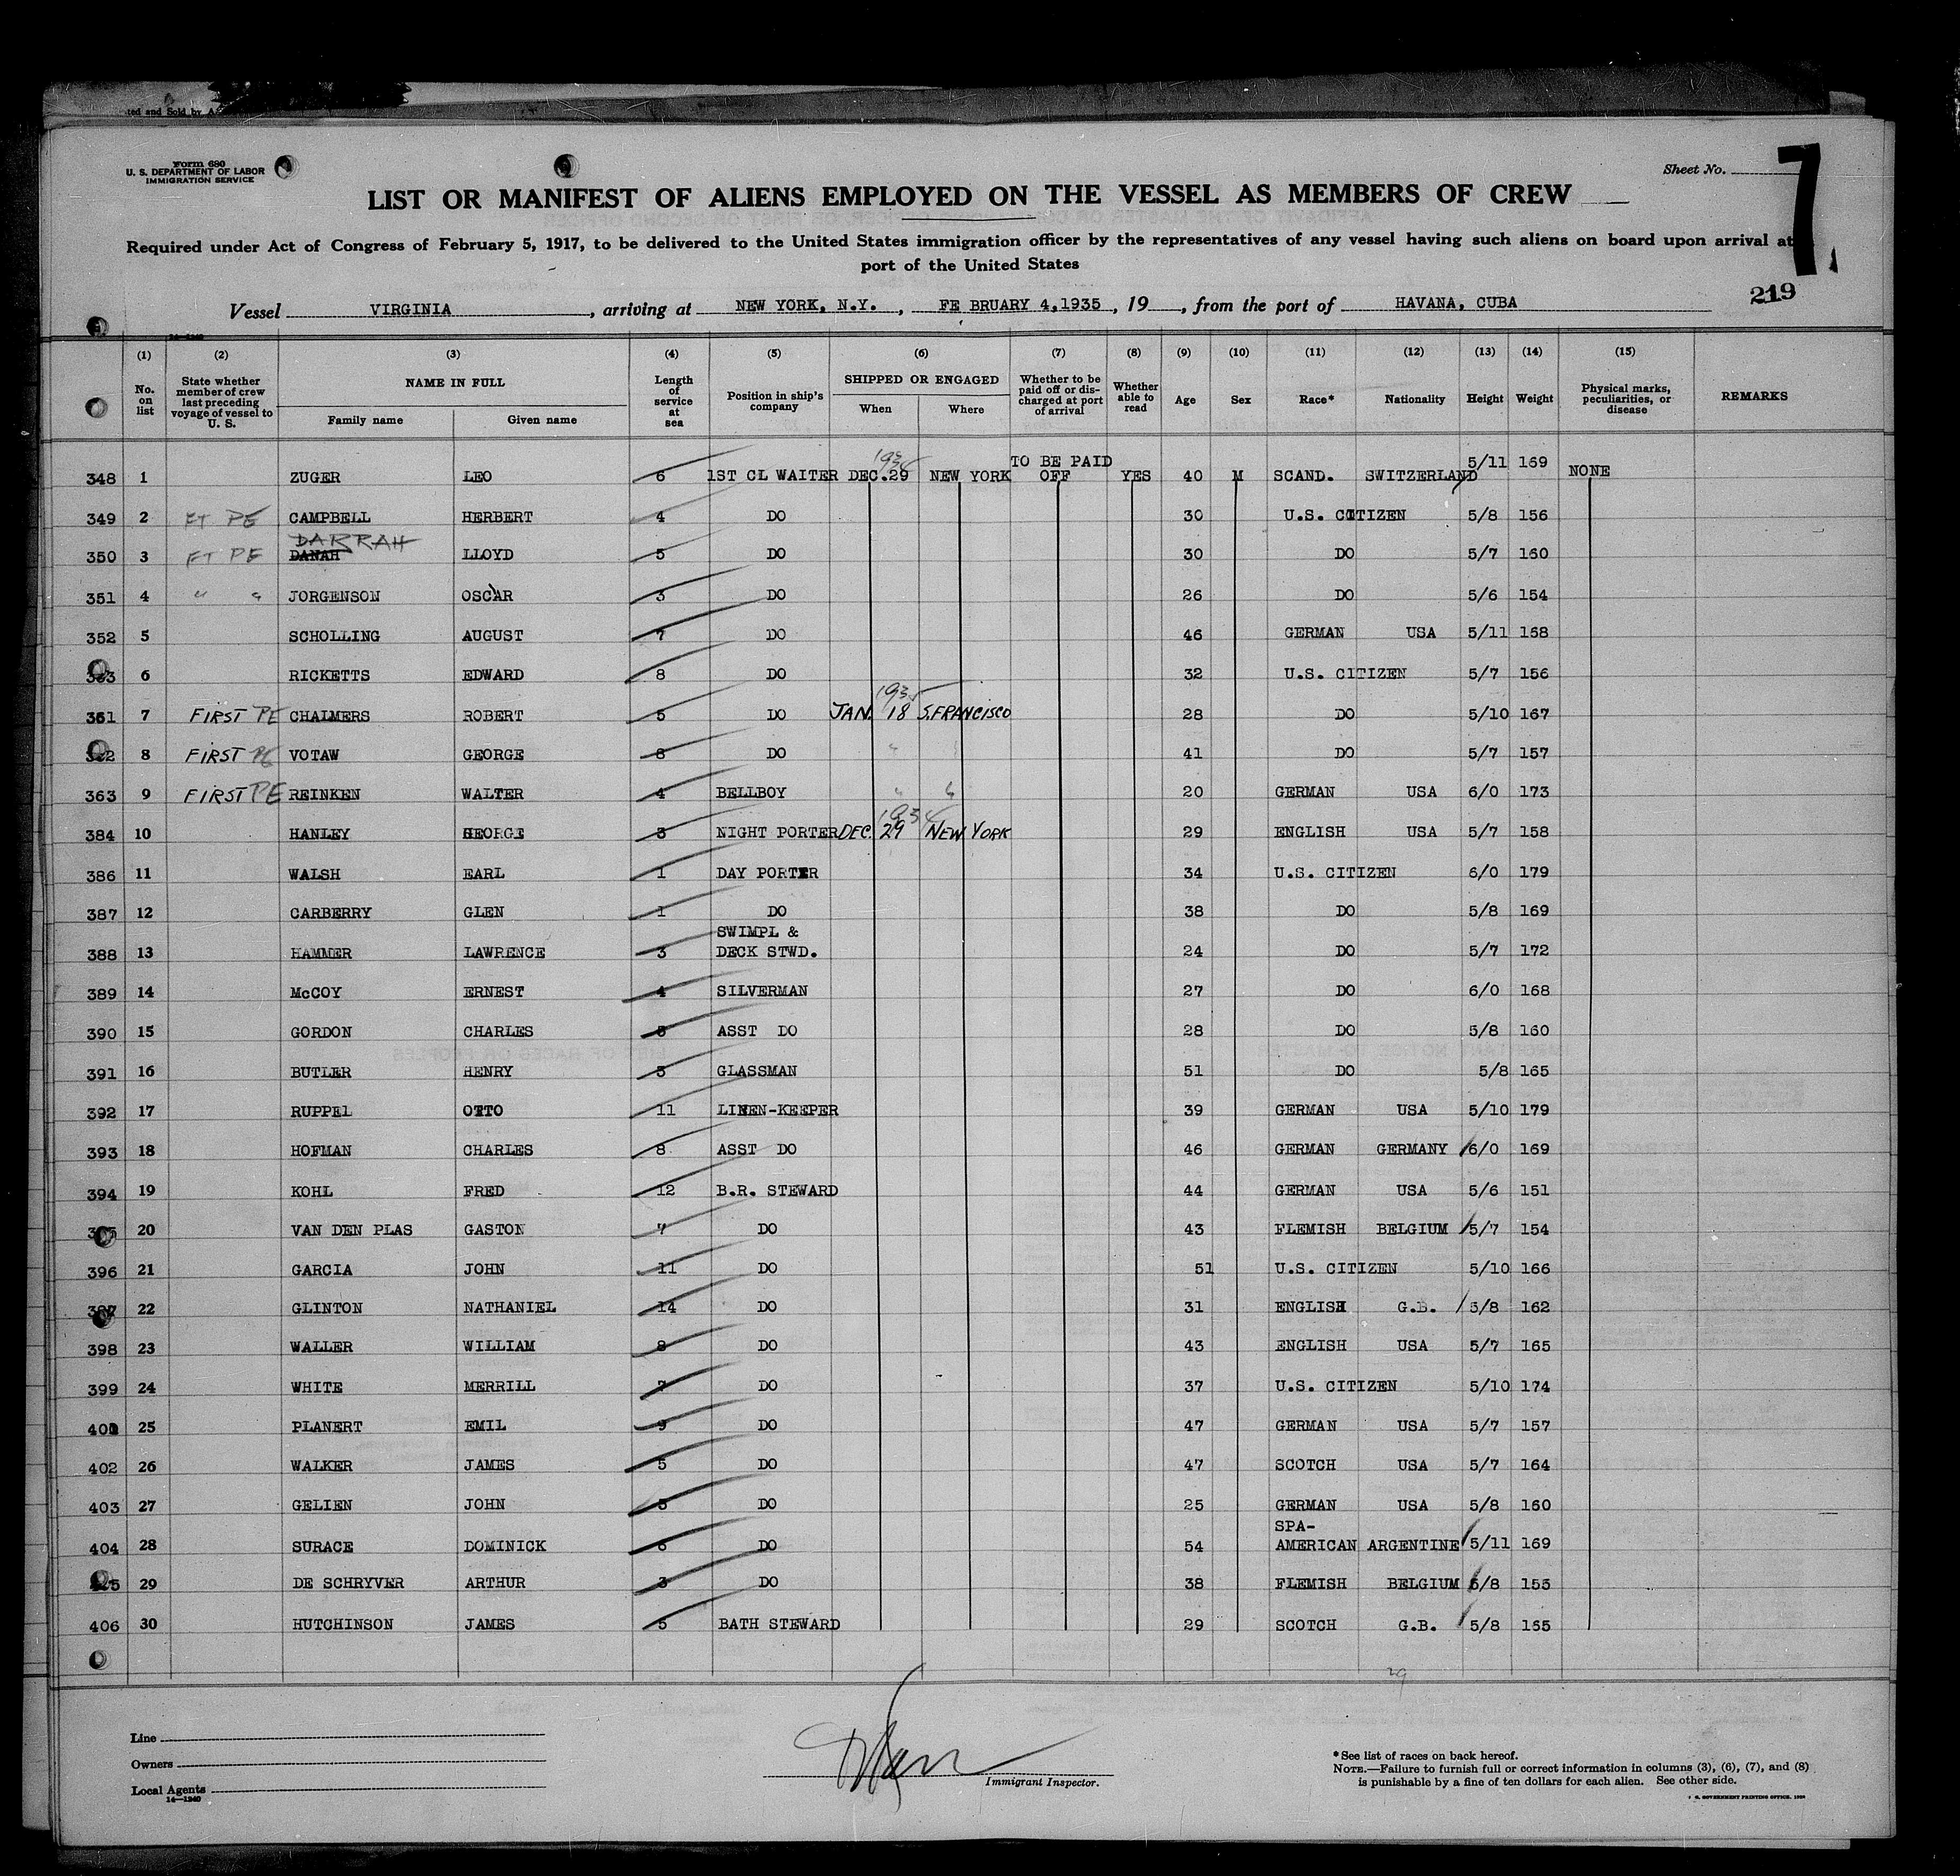 ted and Sold by A
Form 680
U. S. DEPARTMENT OF LABOR
IMMIGRATION SERVICE
Sheet No.
7
LIST OR MANIFEST OF ALIENS EMPLOYED ON THE VESSEL AS MEMBERS OF CREW
Required under Act of Congress of February 5, 1917, to be delivered to the United States immigration officer by the representatives of any vessel having such aliens on board upon arrival at
port of the United States
219
Vessel VIRGINIA, arriving at NEW YORK, N.Y., FE BRUARY 4,1935, 19, from the port of HAVANA, CUBA
(1) (2) (3) (4) (5) (6) (7) (8) (9) (10) (11) (12) (13) (14) (15)
No. on list State whether member of crew last preceding voyage of vessel to U. S. NAME IN FULL Family name Given name Length of service at sea Position in ship's company SHIPPED OR ENGAGED When Where Whether to be paid off or discharged at port of arrival Whether able to read Age Sex Race* Nationality Height Weight Physical marks, peculiarities, or disease REMARKS
348 1 ZUGER LEO 6 1ST CL WAITER DEC.29 1934 NEW YORK TO BE PAID OFF YES 40 M SCAND. SWITZERLAND 5/11 169 NONE
349 2 ET PE CAMPBELL HERBERT 4 DO 30 U.S. CITIZEN 5/8 156
350 3 ET PE DANAH DARRAH LLOYD 5 DO 30 DO 5/7 160
351 4 " " JORGENSON OSCAR 3 DO 26 DO 5/6 154
352 5 SCHOLLING AUGUST 7 DO 46 GERMAN USA 5/11 168
6 RICKETTS EDWARD 8 DO 32 U.S. CITIZEN 5/7 156
361 7 FIRST PE CHALMERS ROBERT 5 DO JAN. 18 1935 S.FRANCISCO 28 DO 5/10 167
8 FIRST PE VOTAW GEORGE 8 DO " " 41 DO 5/7 157
363 9 FIRST PE REINKEN WALTER 4 BELLBOY " " 20 GERMAN USA 6/0 173
384 10 HANLEY GEORGE 3 NIGHT PORTER DEC. 29 1934 NEW YORK 29 ENGLISH USA 5/7 158
386 11 WALSH EARL 1 DAY PORTER 34 U.S. CITIZEN 6/0 179
387 12 CARBERRY GLEN 1 DO 38 DO 5/8 169
388 13 HAMMER LAWRENCE 3 SWIMPL & DECK STWD. 24 DO 5/7 172
389 14 McCOY ERNEST 4 SILVERMAN 27 DO 6/0 168
390 15 GORDON CHARLES 3 ASST DO 28 DO 5/8 160
391 16 BUTLER HENRY 3 GLASSMAN 51 DO 5/8 165
392 17 RUPPEl OTTO 11 LINEN-KEEPER 39 GERMAN USA 5/10 179
393 18 HOFMAN CHARLES 8 ASST DO 46 GERMAN GERMANY 6/0 169
394 19 KOHL FRED 12 B.R. STEWARD 44 GERMAN USA 5/6 151
20 VAN DEN PLAS GASTON 7 DO 43 FLEMISH BELGIUM 5/7 154
396 21 GARCIA JOHN 11 DO 51 U.S. CITIZEN 5/10 166
397 22 GLINTON NATHANIEL 14 DO 31 ENGLISH G.B. 5/8 162
398 23 WALLER WILLIAM 8 DO 43 ENGLISH USA 5/7 165
399 24 WHITE MERRILL 7 DO 37 U.S. CITIZEN 5/10 174
25 PLANERT EMIL 9 DO 47 GERMAN USA 5/7 157
402 26 WALKER JAMES 5 DO 47 SCOTCH USA 5/7 164
403 27 GELIEN JOHN 3 DO 25 GERMAN USA 5/8 160
404 28 SURACE DOMINICK 6 DO 54 SPA-AMERICAN ARGENTINE 5/11 169
29 DE SCHRYVER ARTHUR 3 DO 38 FLEMISH BELGIUM 5/8 155
406 30 HUTCHINSON JAMES 5 BATH STEWARD 29 SCOTCH G.B. 5/8 155
29
Line
Owners
Local Agents
14—1240
Immigrant Inspector.
*See list of races on back hereof.
NOTE.—Failure to furnish full or correct information in columns (3), (6), (7), and (8)
is punishable by a fine of ten dollars for each alien. See other side.
GOVERNMENT PRINTING OFFICE.